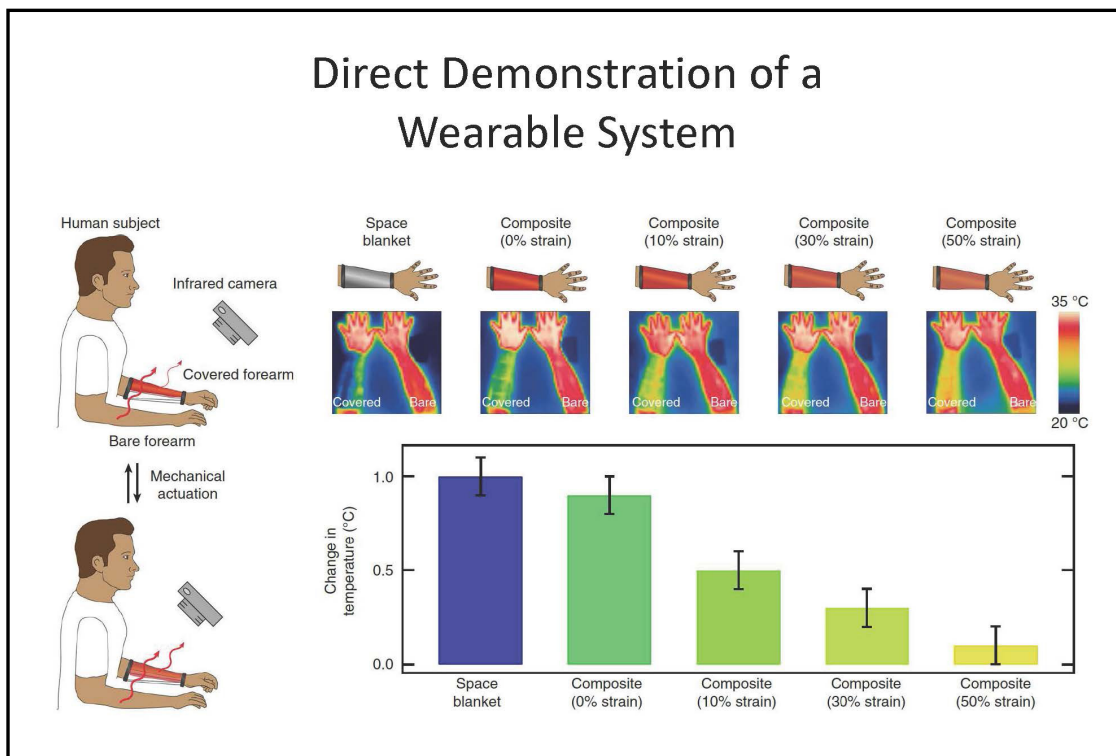 Direct Demonstration of a
Wearable System
Human subject
Infrared camera
Covered forearm
Bare forearm
Mechanical
actuation
Space
blanket
Composite
(0% strain)
Composite
(10% strain)
Composite
(30% strain)
Composite
(50% strain)
35 °C
Covered Bare
Covered Bare
Covered Bare
Covered Bare
Covered Bare
20 °C
Change in
temperature (°C)
1.0
0.5
0.0
Space
blanket
Composite
(0% strain)
Composite
(10% strain)
Composite
(30% strain)
Composite
(50% strain)